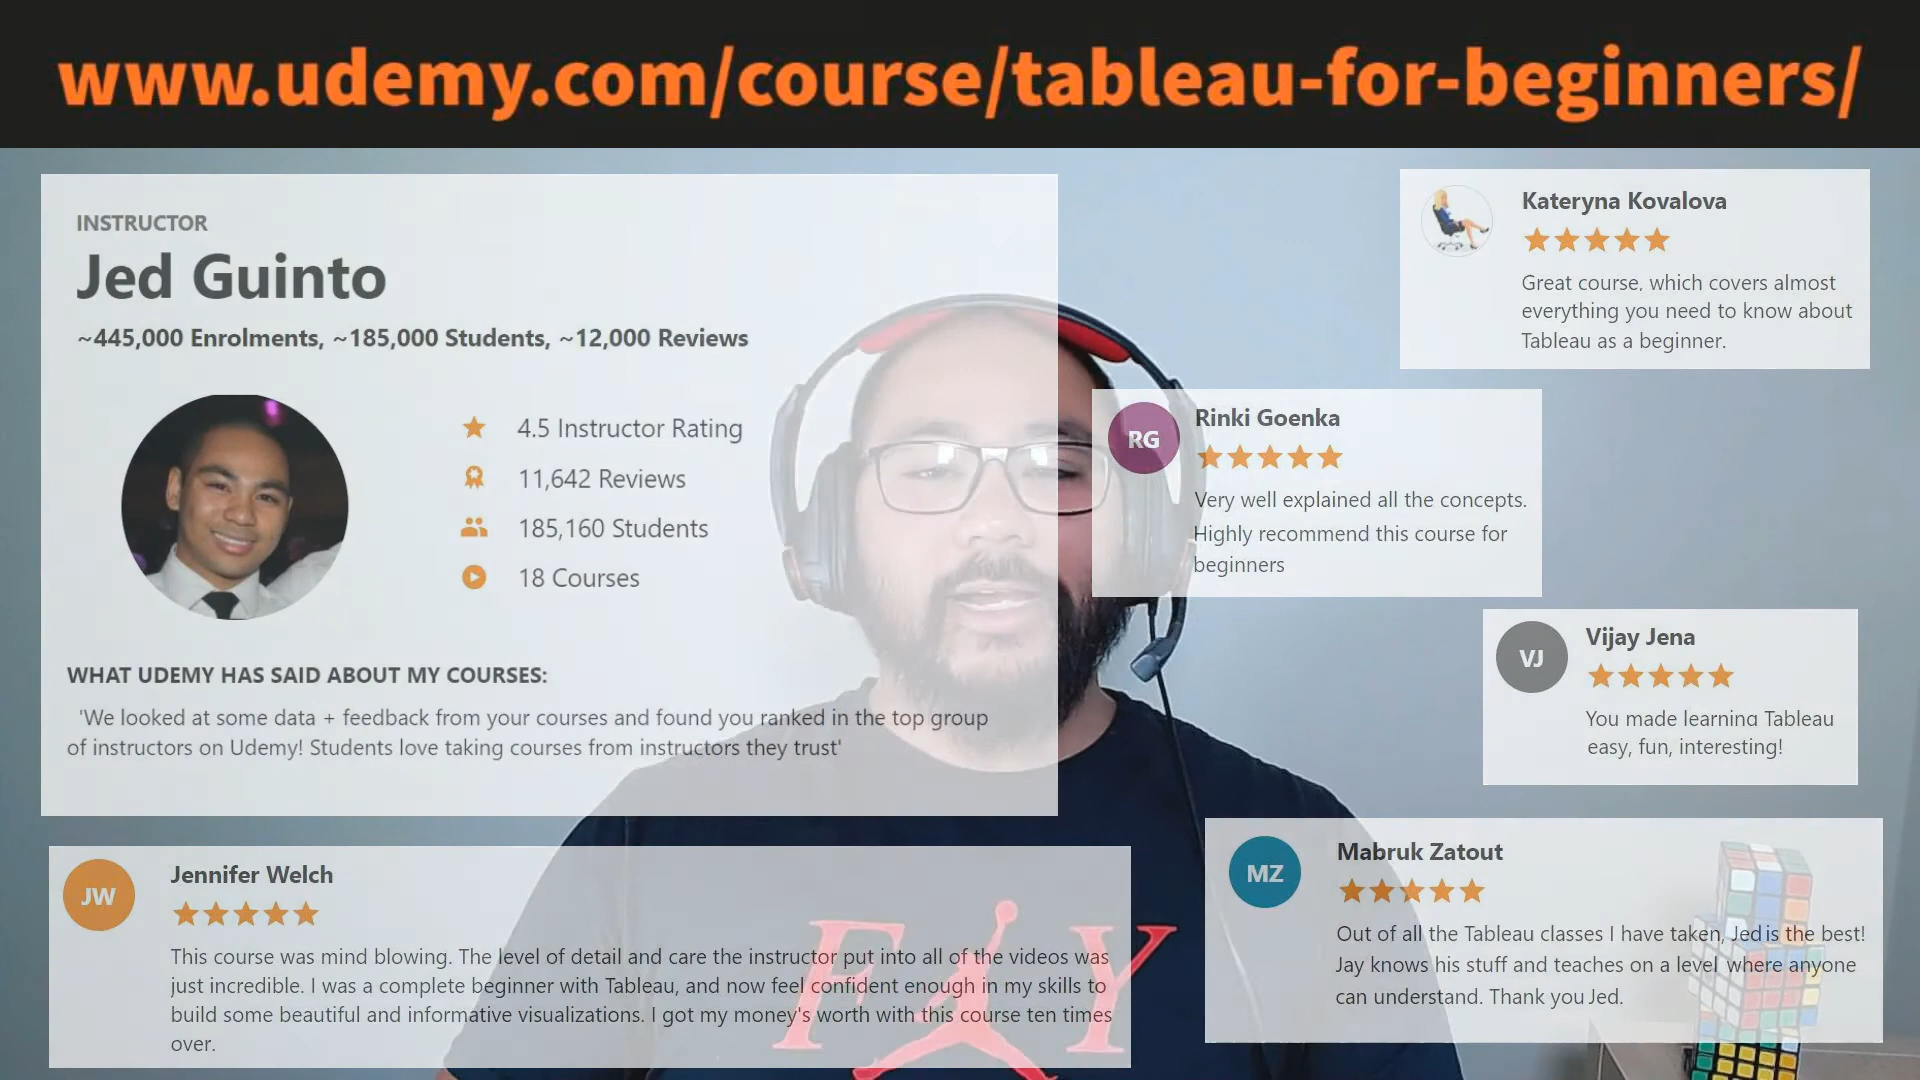 www.udemy.com/course/tableau-for-beginners/
INSTRUCTOR
Jed Guinto
~445,000 Enrolments, ~185,000 Students, ~12,000 Reviews
4.5 Instructor Rating
11,642 Reviews
185,160 Students
18 Courses
WHAT UDEMY HAS SAID ABOUT MY COURSES:
'We looked at some data + feedback from your courses and found you ranked in the top group
of instructors on Udemy! Students love taking courses from instructors they trust'
Kateryna Kovalova
Great course, which covers almost
everything you need to know about
Tableau as a beginner.
RG
Rinki Goenka
Very well explained all the concepts.
Highly recommend this course for
beginners
VJ
Vijay Jena
You made learning Tableau
easy, fun, interesting!
JW
Jennifer Welch
This course was mind blowing. The level of detail and care the instructor put into all of the videos was
just incredible. I was a complete beginner with Tableau, and now feel confident enough in my skills to
build some beautiful and informative visualizations. I got my money's worth with this course ten times
over.
MZ
Mabruk Zatout
Out of all the Tableau classes I have taken, Jed is the best!
Jay knows his stuff and teaches on a level where anyone
can understand. Thank you Jed.